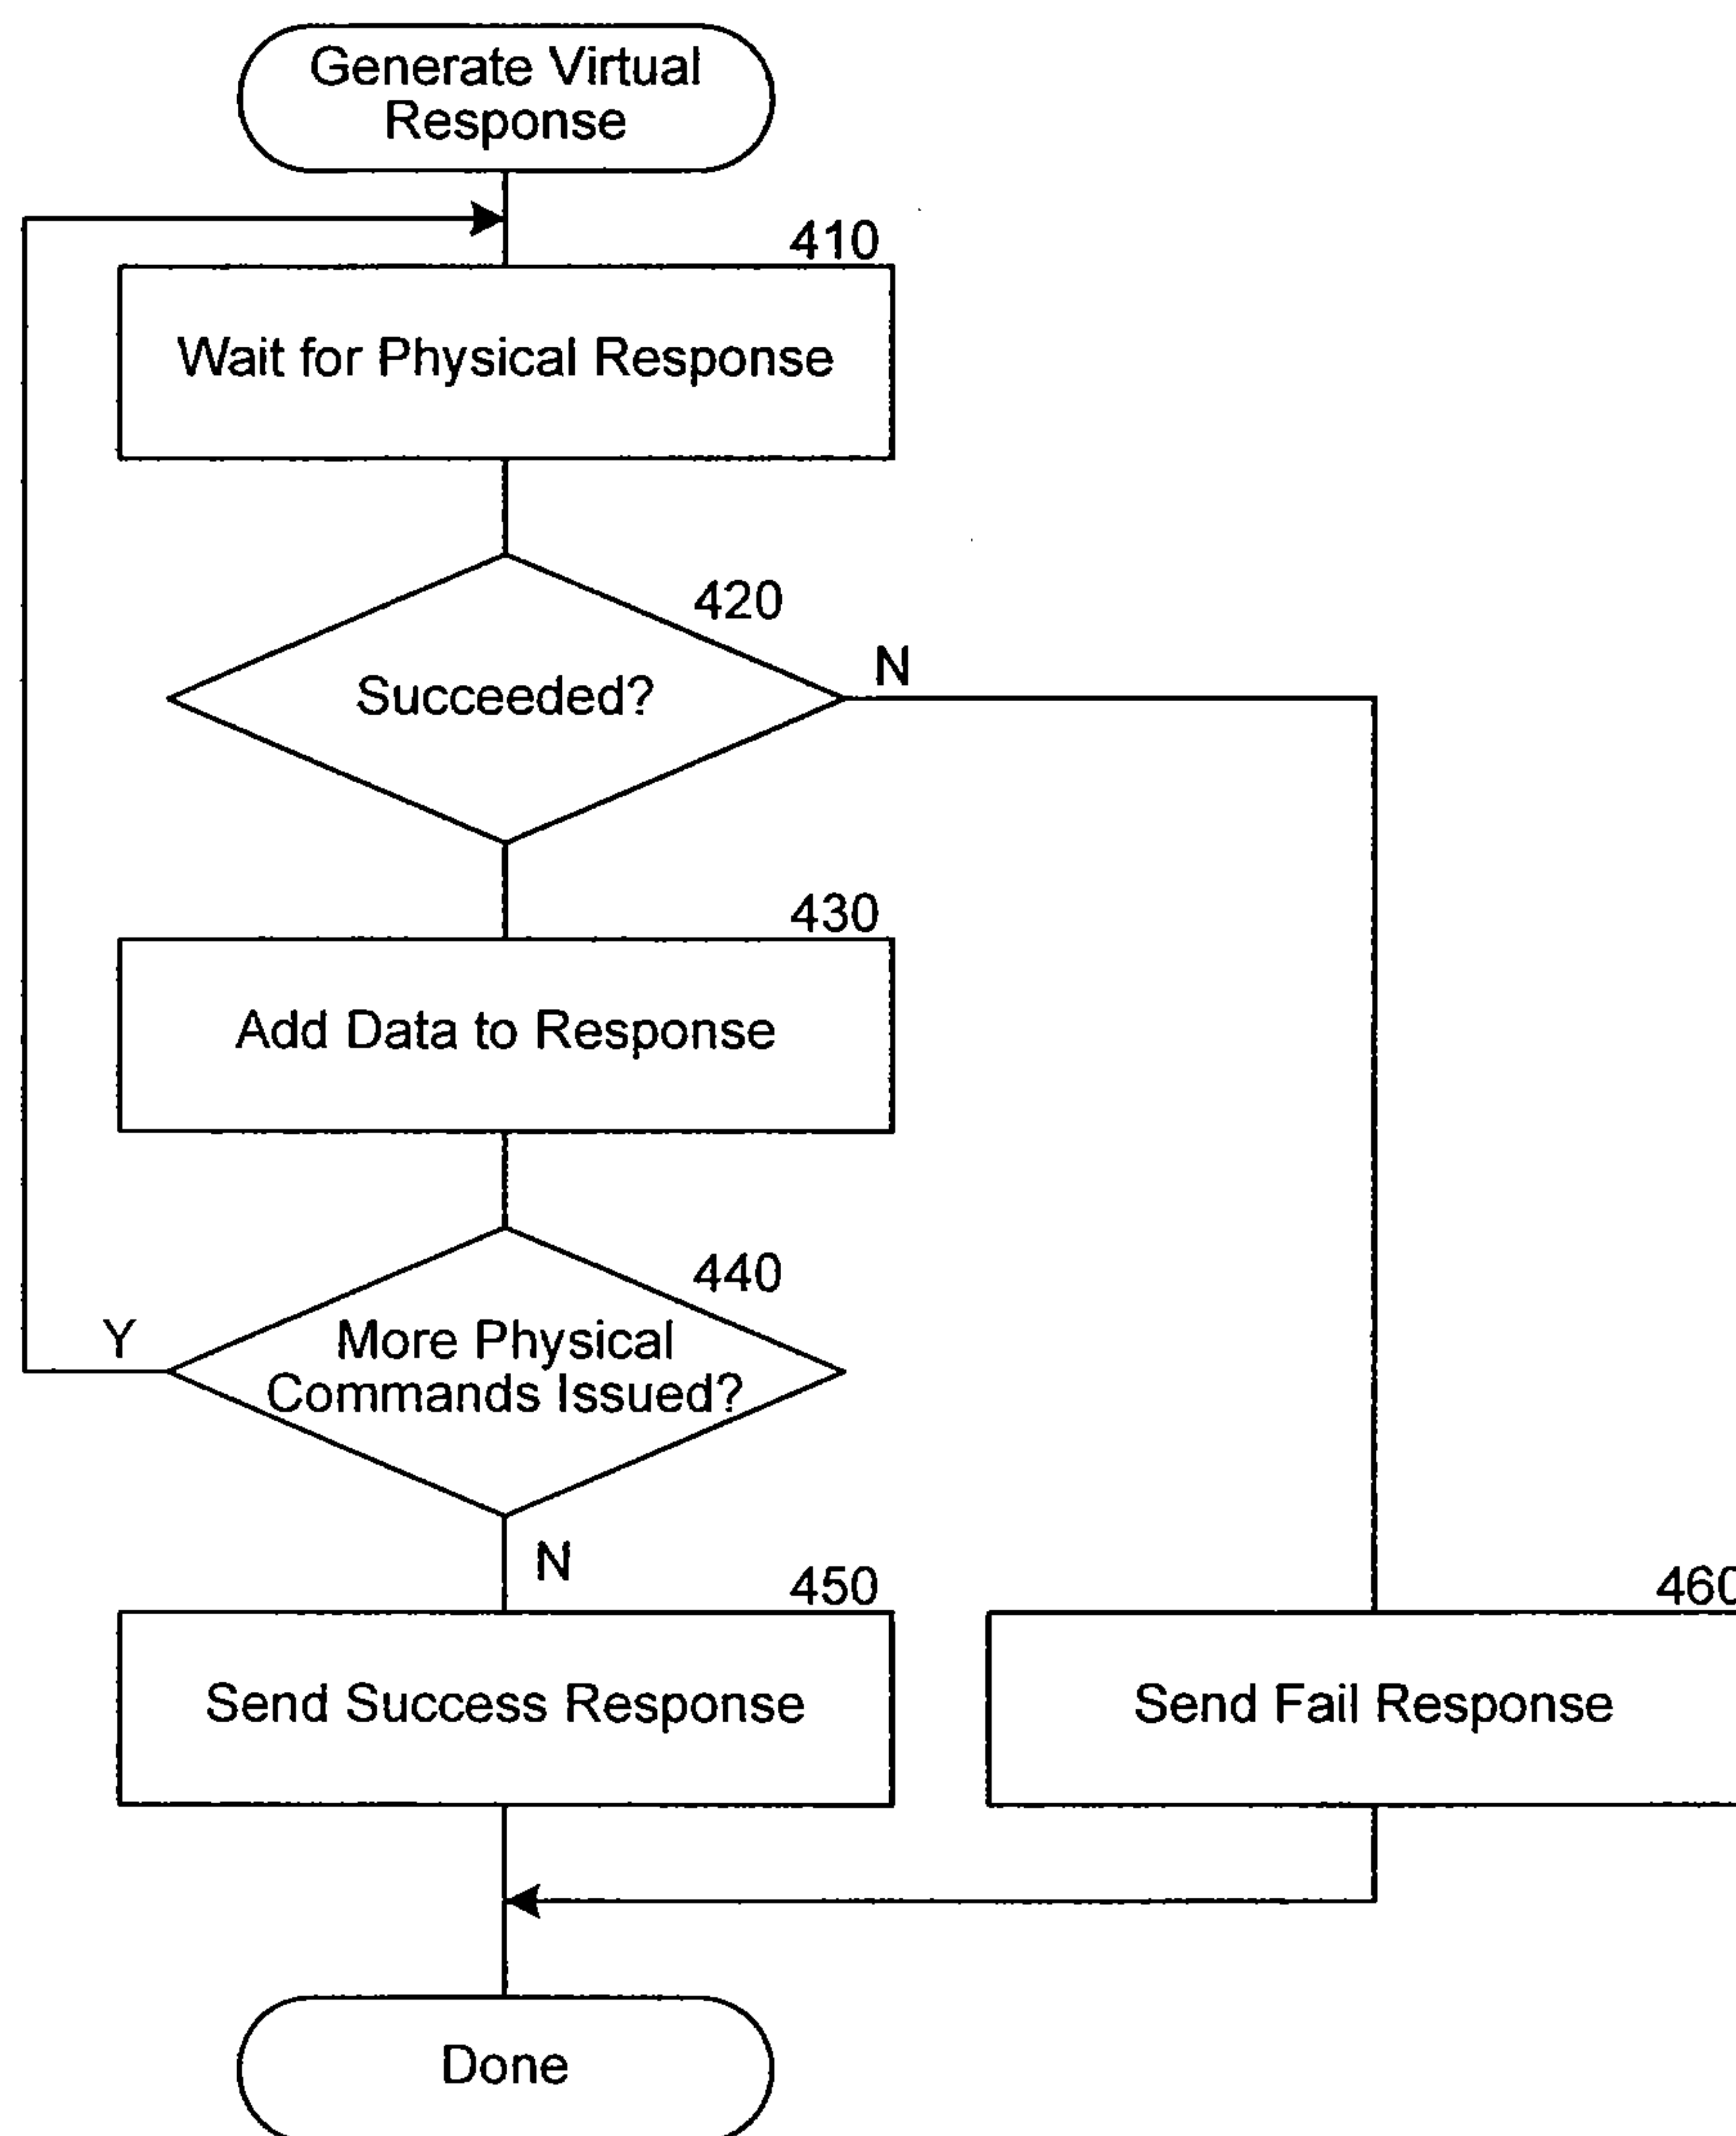 Generate Virtual
Response
410
Wait for Physical Response
420
Succeeded?
N
430
Add Data to Response
440
More Physical
Commands Issued?
Y
N
450
Send Success Response
460
Send Fail Response
Done